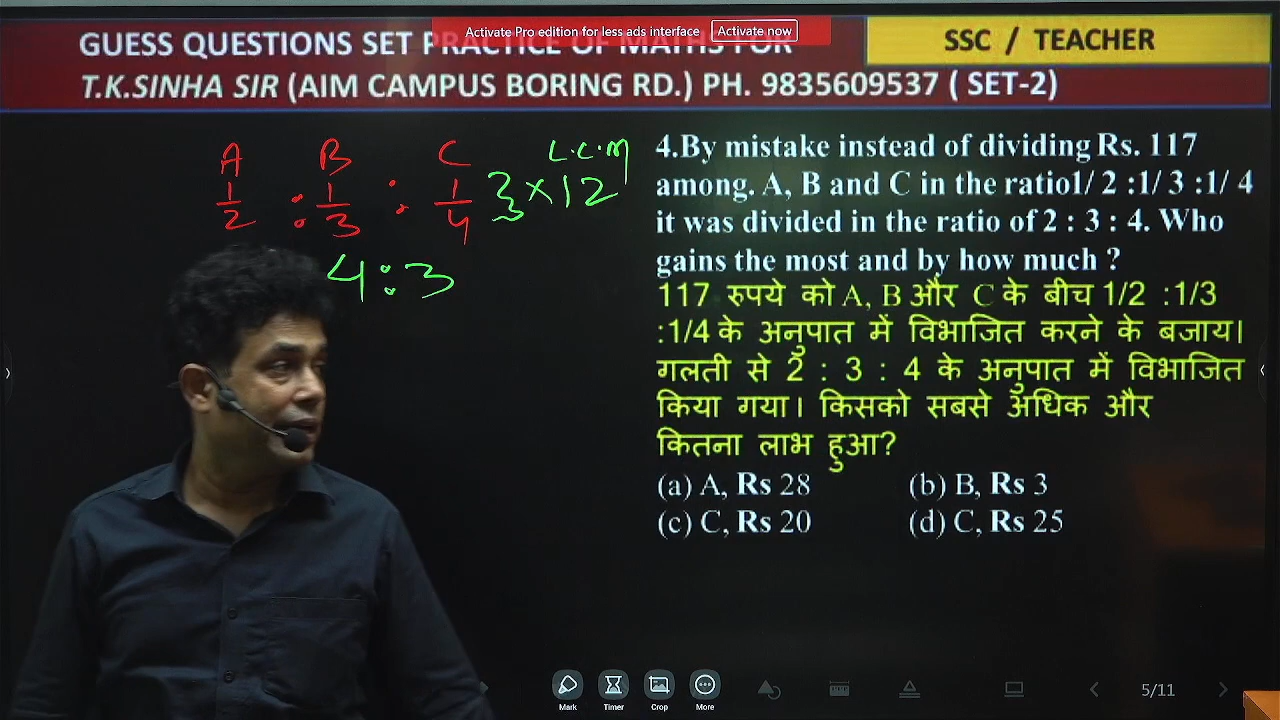 Activate Pro edition for less ads interface Activate now
GUESS QUESTIONS SET PRACTICE OF MATHS FOR
SSC / TEACHER
T.K.SINHA SIR (AIM CAMPUS BORING RD.) PH. 9835609537 ( SET-2)
A B C L.C.M
1/2 : 1/3 : 1/4 } × 12
4 : 3
4.By mistake instead of dividing Rs. 117
among. A, B and C in the ratio1/ 2 :1/ 3 :1/ 4
it was divided in the ratio of 2 : 3 : 4. Who
gains the most and by how much ?
117 रुपये को A, B और C के बीच 1/2 :1/3
:1/4 के अनुपात में विभाजित करने के बजाय।
गलती से 2 : 3 : 4 के अनुपात में विभाजित
किया गया। किसको सबसे अधिक और
कितना लाभ हुआ?
(a) A, Rs 28 (b) B, Rs 3
(c) C, Rs 20 (d) C, Rs 25
Mark Timer Crop More
5/11